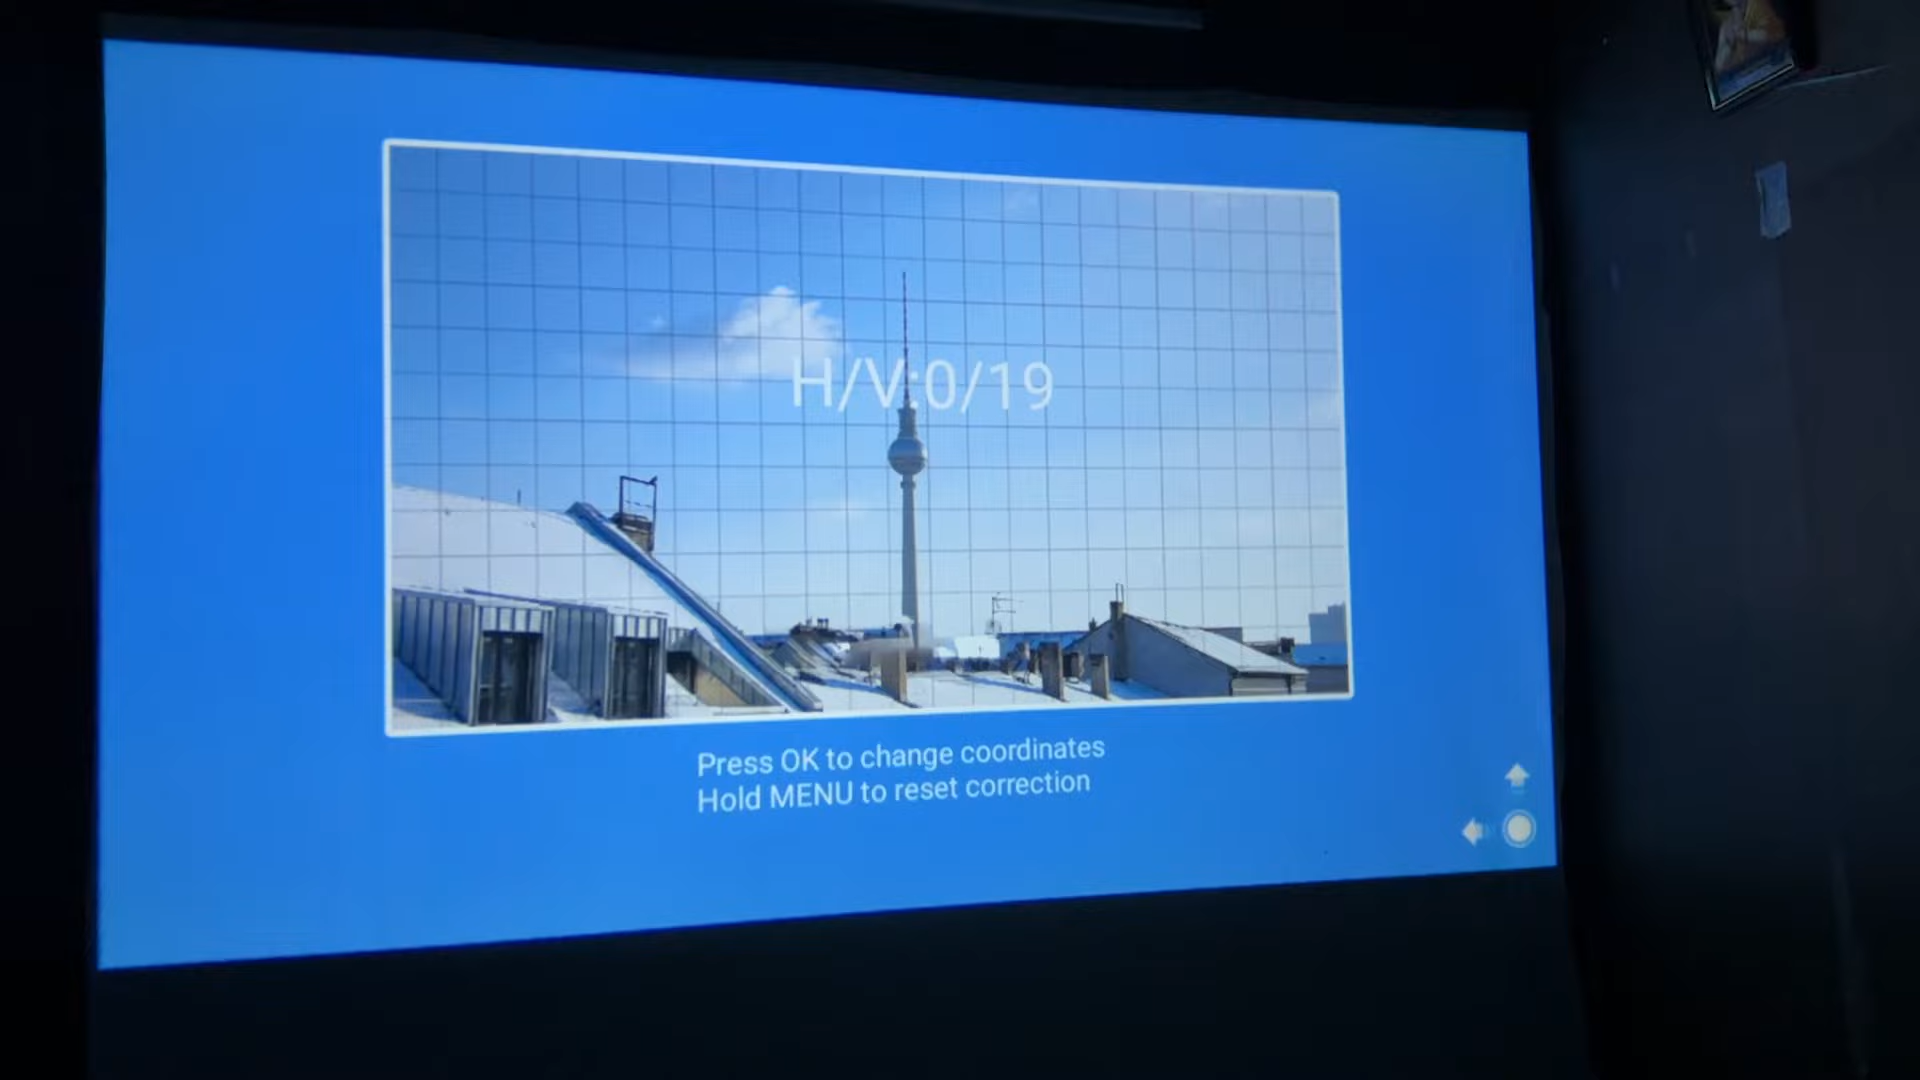 H/V:0/19
Press OK to change coordinates
Hold MENU to reset correction